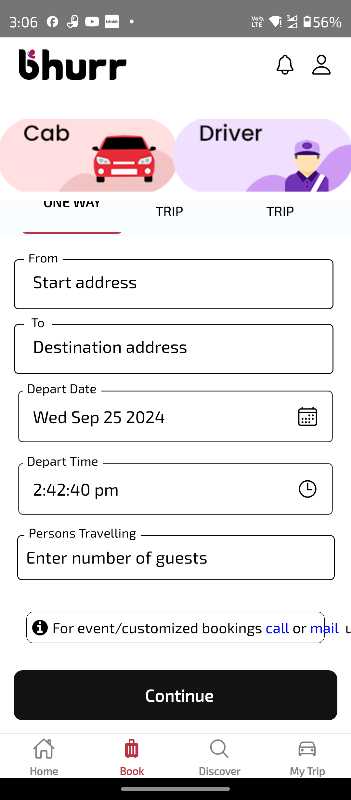 3:06 VoLTE 56%
bhurr
Cab Driver
ONE WAY TRIP TRIP
From
Start address
To
Destination address
Depart Date
Wed Sep 25 2024
Depart Time
2:42:40 pm
Persons Travelling
Enter number of guests
For event/customized bookings call or mail u
Continue
Home Book Discover My Trip